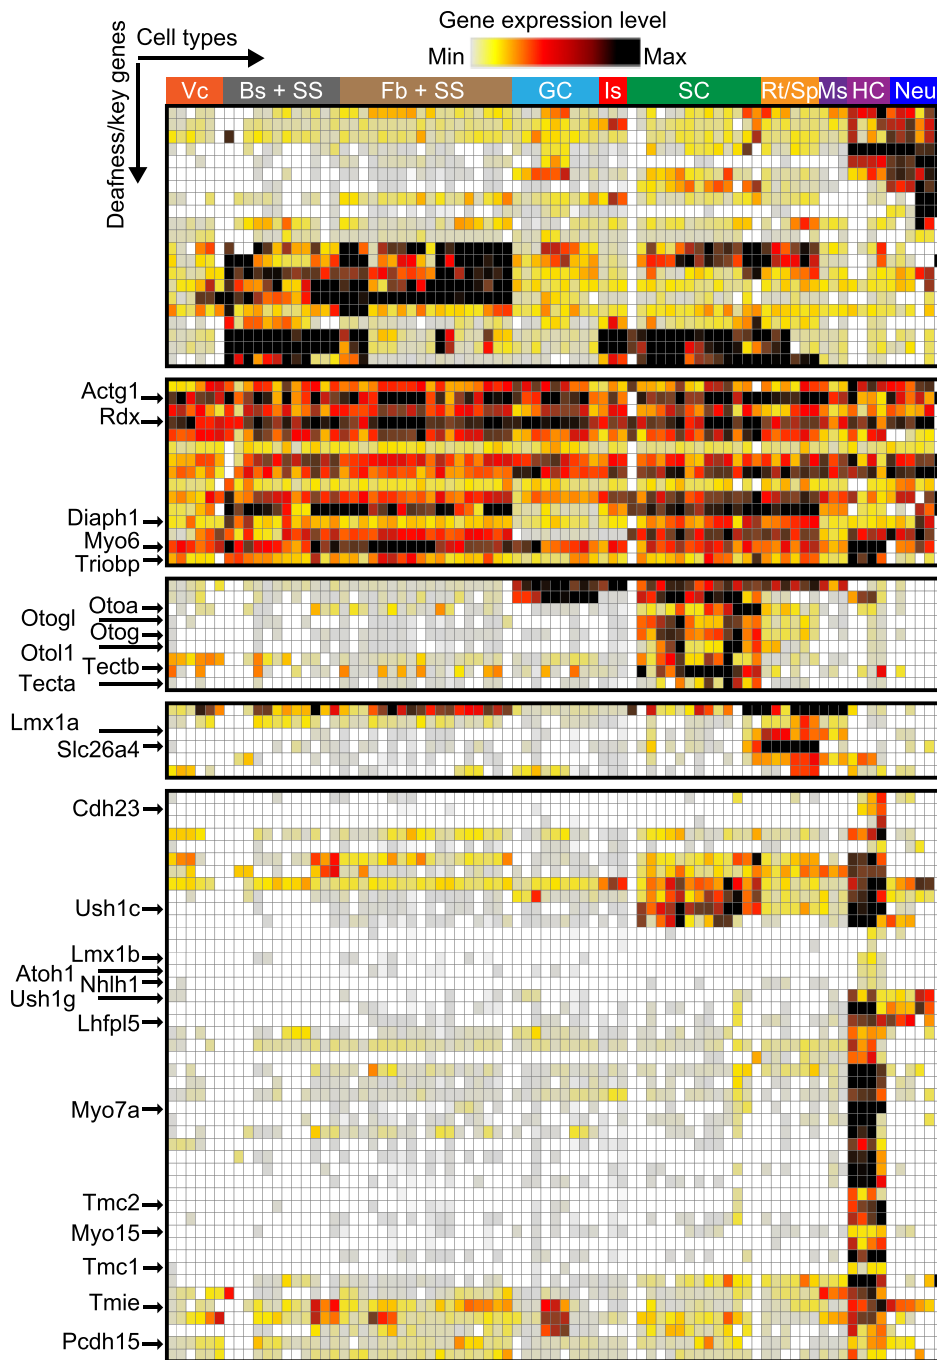 Gene expression level
Min
Max
Cell types
Deafness/key genes
Vc
Bs + SS
Fb + SS
GC
Is
SC
Rt/Sp
Ms
HC
Neu
Actg1
Rdx
Diaph1
Myo6
Triobp
Otoa
Otogl
Otog
Otol1
Tectb
Tecta
Lmx1a
Slc26a4
Cdh23
Ush1c
Lmx1b
Atoh1
Nhlh1
Ush1g
Lhfpl5
Myo7a
Tmc2
Myo15
Tmc1
Tmie
Pcdh15